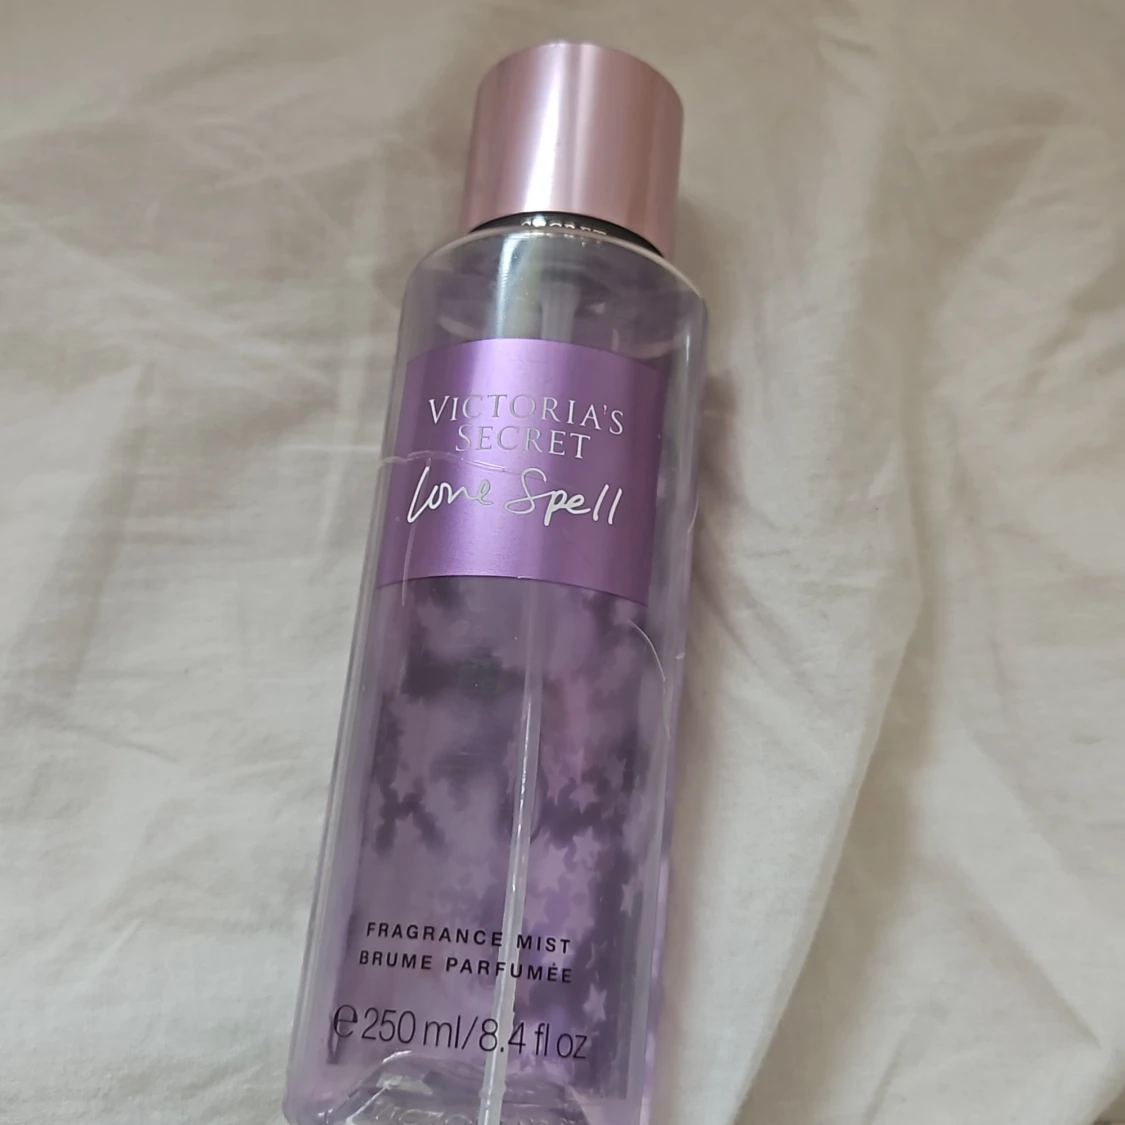 VICTORIA'S
SECRET
Love Spell
FRAGRANCE MIST
BRUME PARFUMÉE
℮250 ml/8.4 fl oz